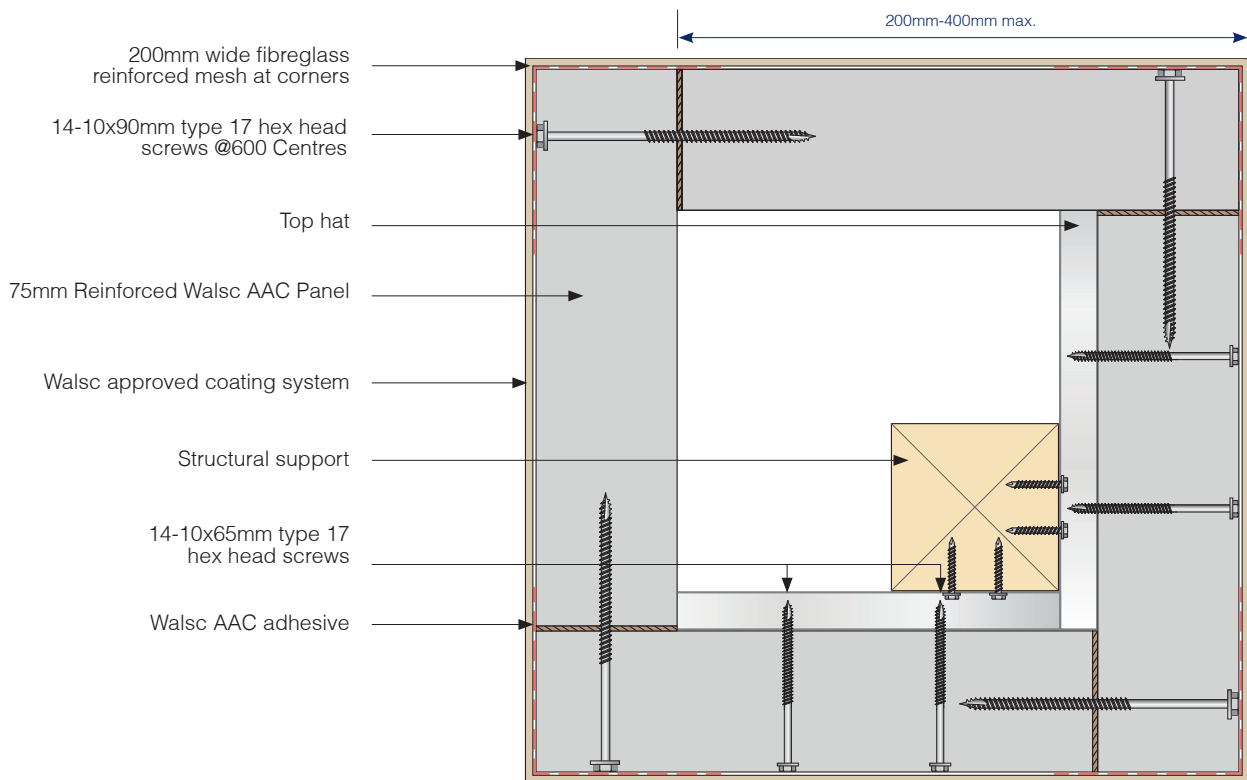 200mm-400mm max.
200mm wide fibreglass
reinforced mesh at corners
14-10x90mm type 17 hex head
screws @600 Centres
Top hat
75mm Reinforced Walsc AAC Panel
Walsc approved coating system
Structural support
14-10x65mm type 17
hex head screws
Walsc AAC adhesive